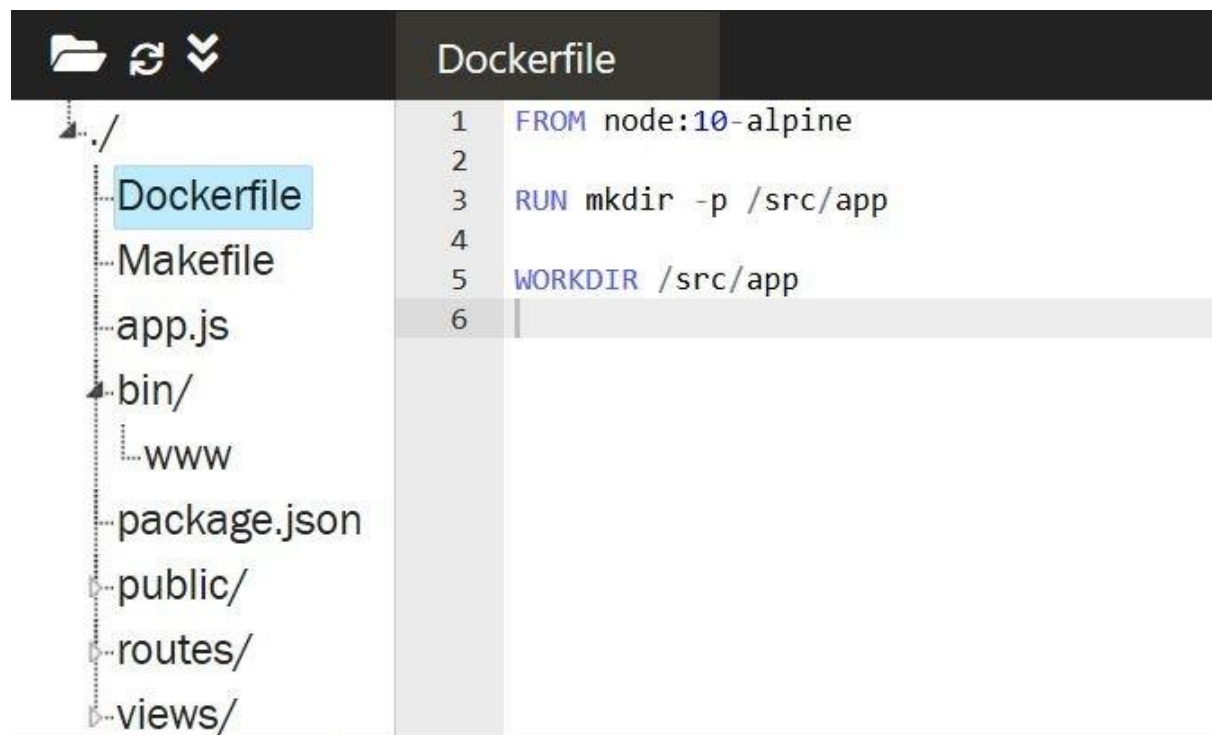 Dockerfile
./
Dockerfile
Makefile
app.js
bin/
www
package.json
public/
routes/
views/
1 FROM node:10-alpine
2
3 RUN mkdir -p /src/app
4
5 WORKDIR /src/app
6